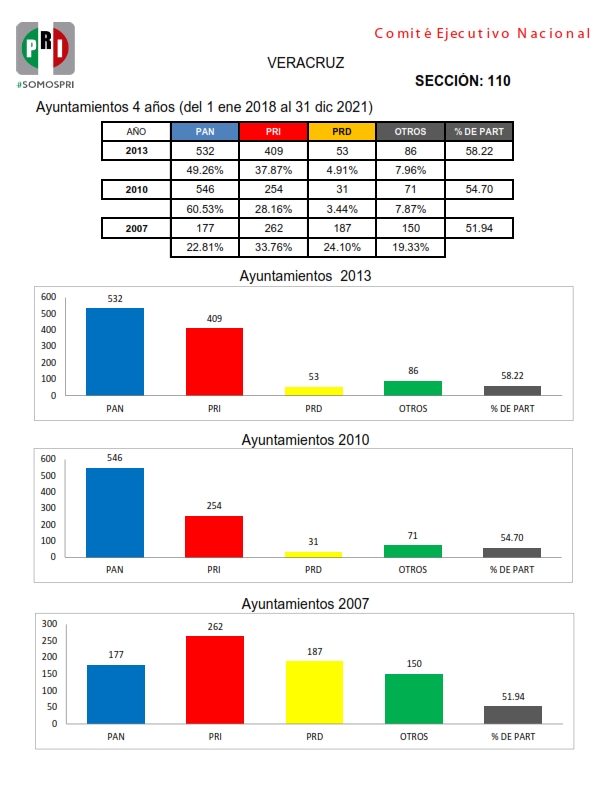 Comité Ejecutivo Nacional
PRI
#SOMOSPRI
VERACRUZ
SECCIÓN: 110
Ayuntamientos 4 años (del 1 ene 2018 al 31 dic 2021)
AÑO PAN PRI PRD OTROS % DE PART
2013 532 409 53 86 58.22
49.26% 37.87% 4.91% 7.96%
2010 546 254 31 71 54.70
60.53% 28.16% 3.44% 7.87%
2007 177 262 187 150 51.94
22.81% 33.76% 24.10% 19.33%
Ayuntamientos 2013
600
500
400
300
200
100
0
532
409
53
86
58.22
PAN PRI PRD OTROS % DE PART
Ayuntamientos 2010
600
500
400
300
200
100
0
546
254
31
71
54.70
PAN PRI PRD OTROS % DE PART
Ayuntamientos 2007
300
250
200
150
100
50
0
177
262
187
150
51.94
PAN PRI PRD OTROS % DE PART